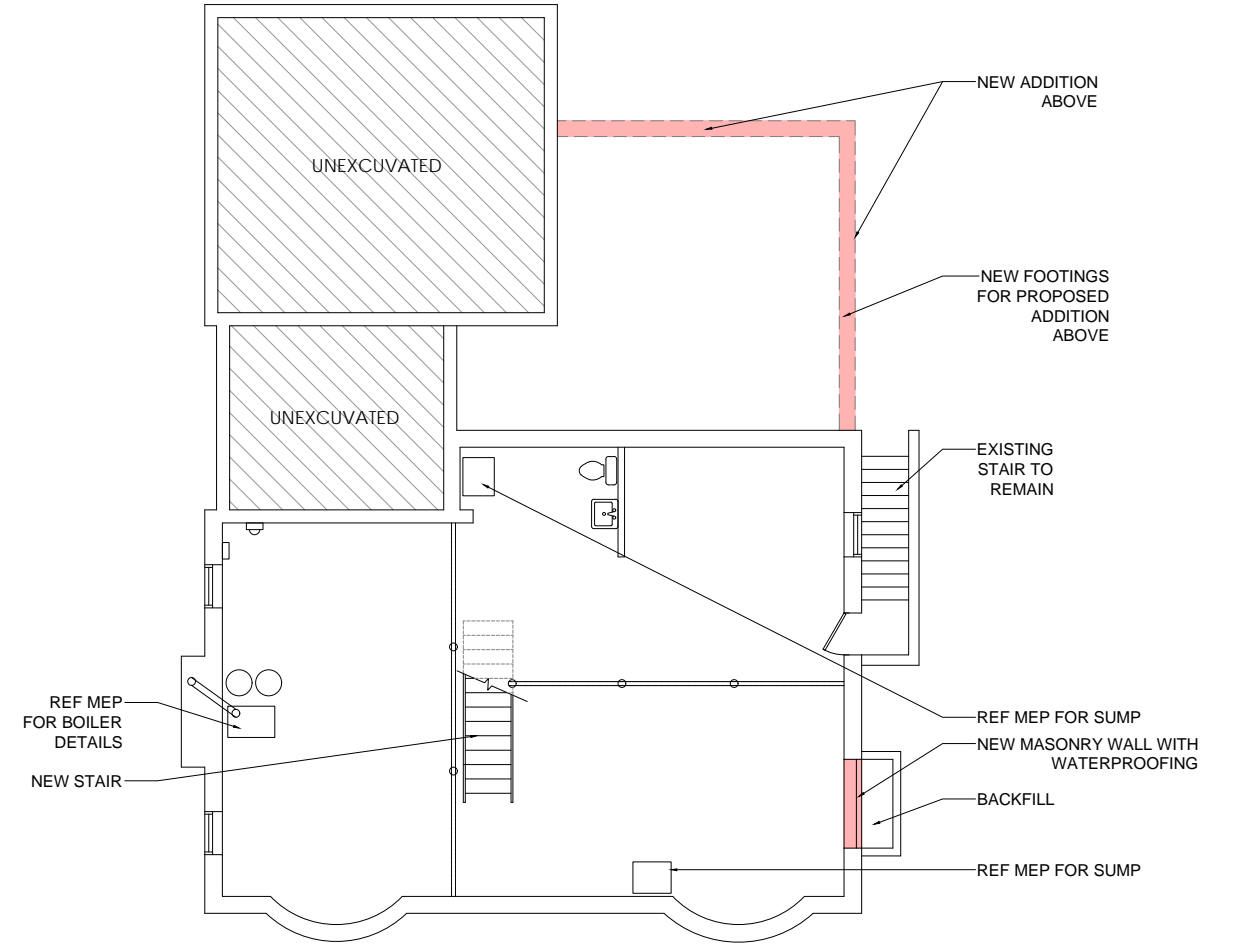 NEW ADDITION
ABOVE
UNEXCUVATED
NEW FOOTINGS
FOR PROPOSED
ADDITION
ABOVE
UNEXCUVATED
EXISTING
STAIR TO
REMAIN
REF MEP
FOR BOILER
DETAILS
REF MEP FOR SUMP
NEW MASONRY WALL WITH
WATERPROOFING
NEW STAIR
BACKFILL
REF MEP FOR SUMP